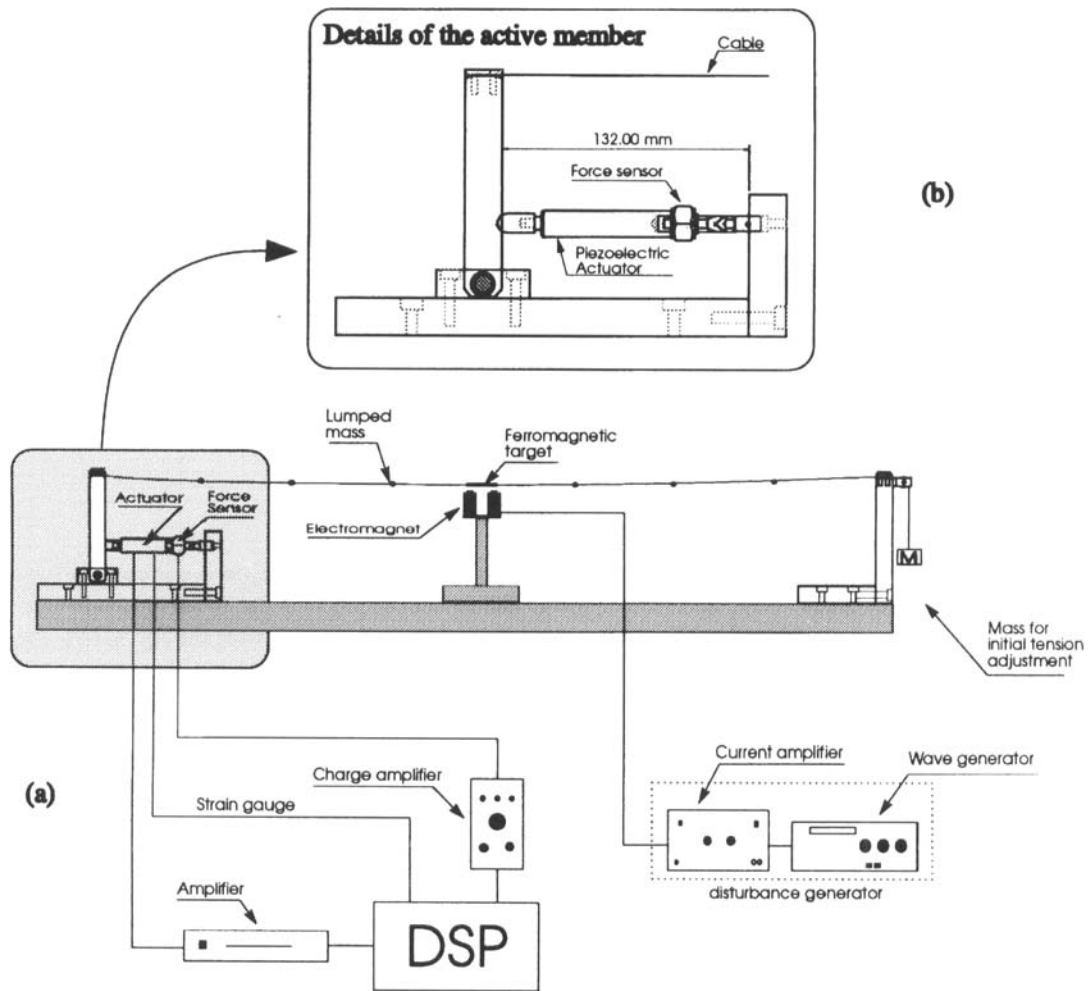 Details of the active member
Cable
132.00 mm
Force sensor
(b)
Piezoelectric
Actuator
Lumped
mass
Ferromagnetic
target
Actuator
Force
Sensor
Electromagnet
M
Mass for
initial tension
adjustment
Current amplifier
Wave generator
Charge amplifier
(a)
Strain gauge
disturbance generator
Amplifier
DSP